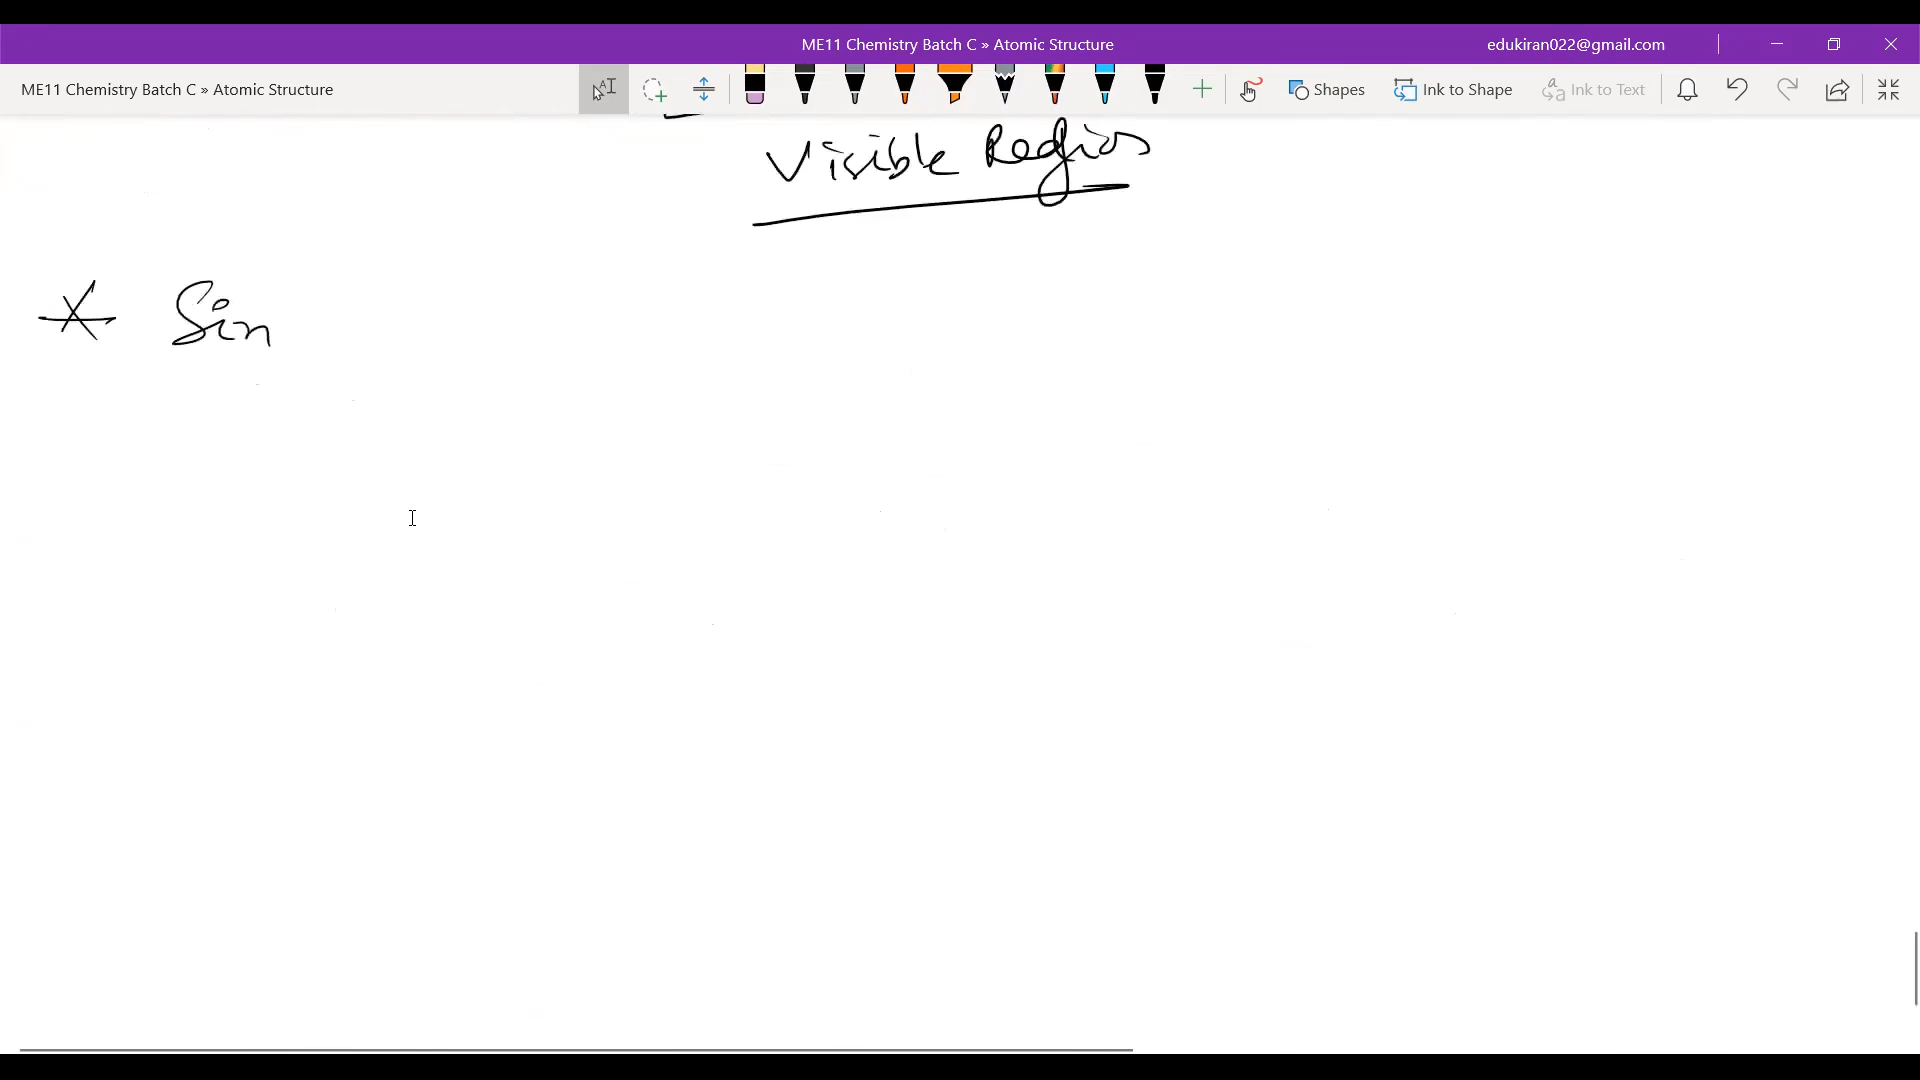 ME11 Chemistry Batch C » Atomic Structure
edukiran022@gmail.com
ME11 Chemistry Batch C » Atomic Structure
Shapes
Ink to Shape
Ink to Text
Visible Region
* Sin